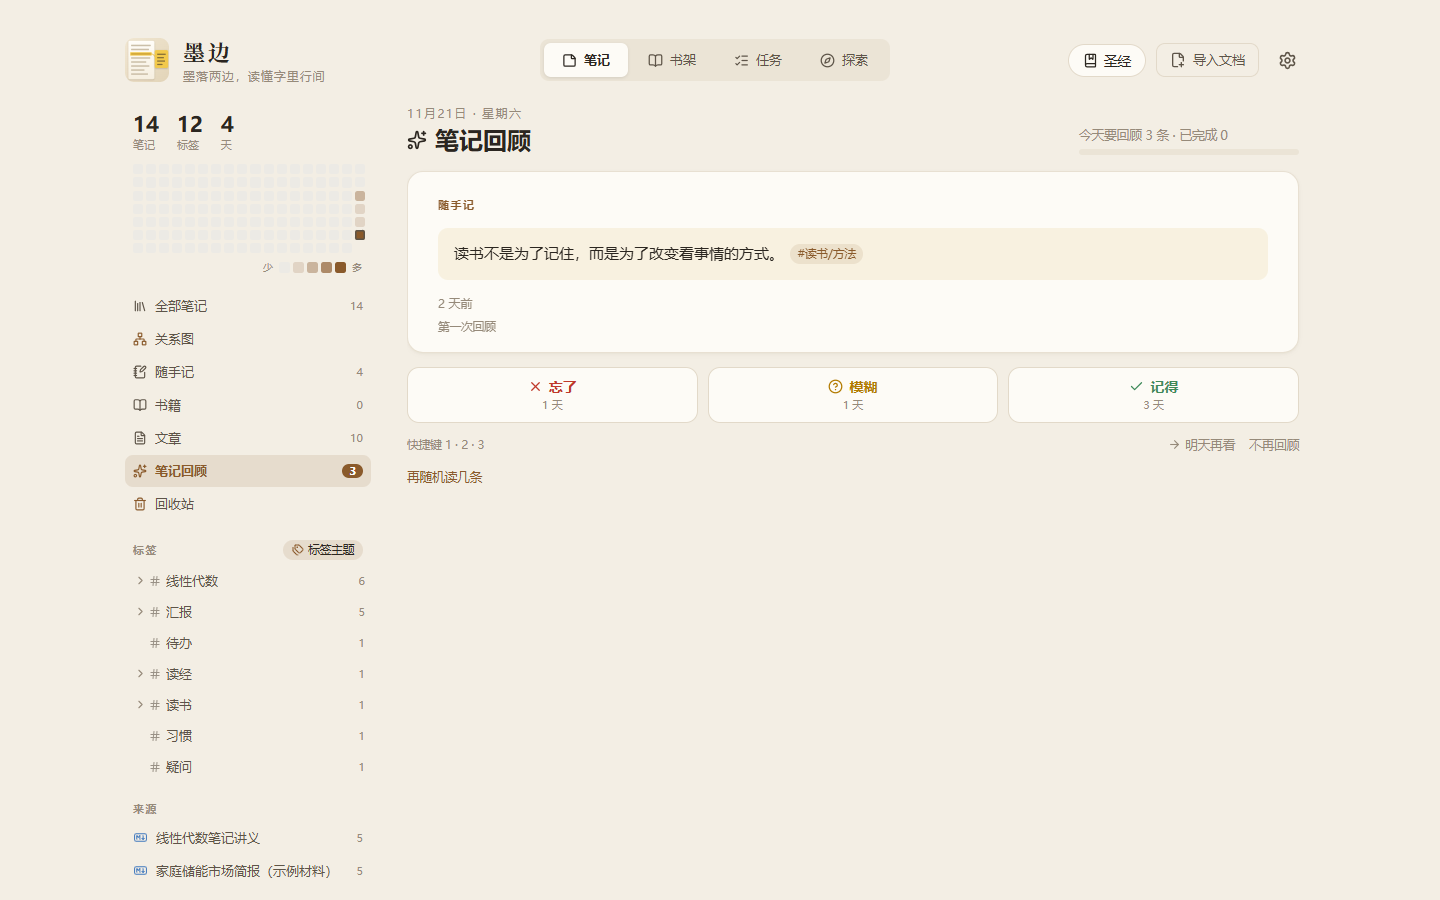 墨边
墨落两边，读懂字里行间
笔记 书架 任务 探索
圣经 导入文档
14 12 4
笔记 标签 天
少 多
全部笔记 14
关系图
随手记 4
书籍 0
文章 10
笔记回顾 3
回收站
标签 标签主题
# 线性代数 6
# 汇报 5
# 待办 1
# 读经 1
# 读书 1
# 习惯 1
# 疑问 1
来源
线性代数笔记讲义 5
家庭储能市场简报（示例材料） 5
11月21日 · 星期六
笔记回顾
今天要回顾 3 条 · 已完成 0
随手记
读书不是为了记住，而是为了改变看事情的方式。 #读书/方法
2 天前
第一次回顾
忘了
1 天
模糊
1 天
记得
3 天
快捷键 1 · 2 · 3
明天再看 不再回顾
再随机读几条